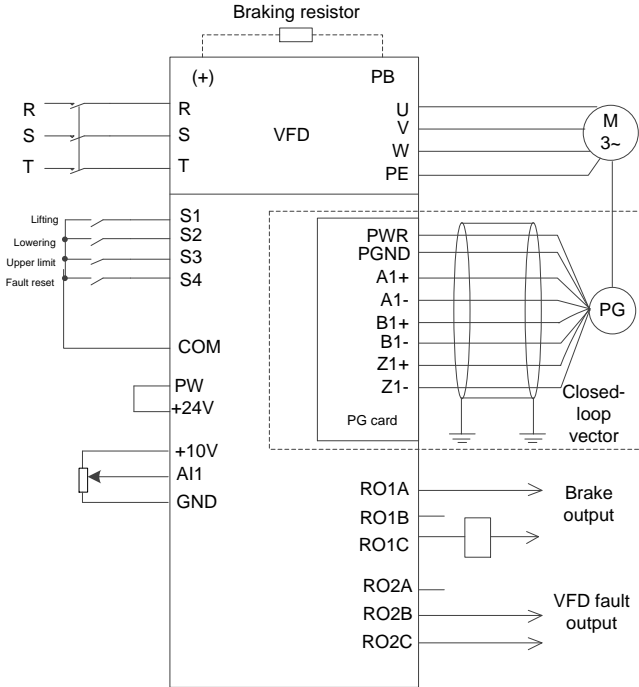 Braking resistor
(+)
PB
R
S
T
R
S
T
VFD
U
V
W
PE
M
3~
Lifting
Lowering
Upper limit
Fault reset
S1
S2
S3
S4
COM
PW
+24V
+10V
AI1
GND
PWR
PGND
A1+
A1-
B1+
B1-
Z1+
Z1-
PG card
PG
Closed-
loop
vector
RO1A
RO1B
RO1C
Brake
output
RO2A
RO2B
RO2C
VFD fault
output